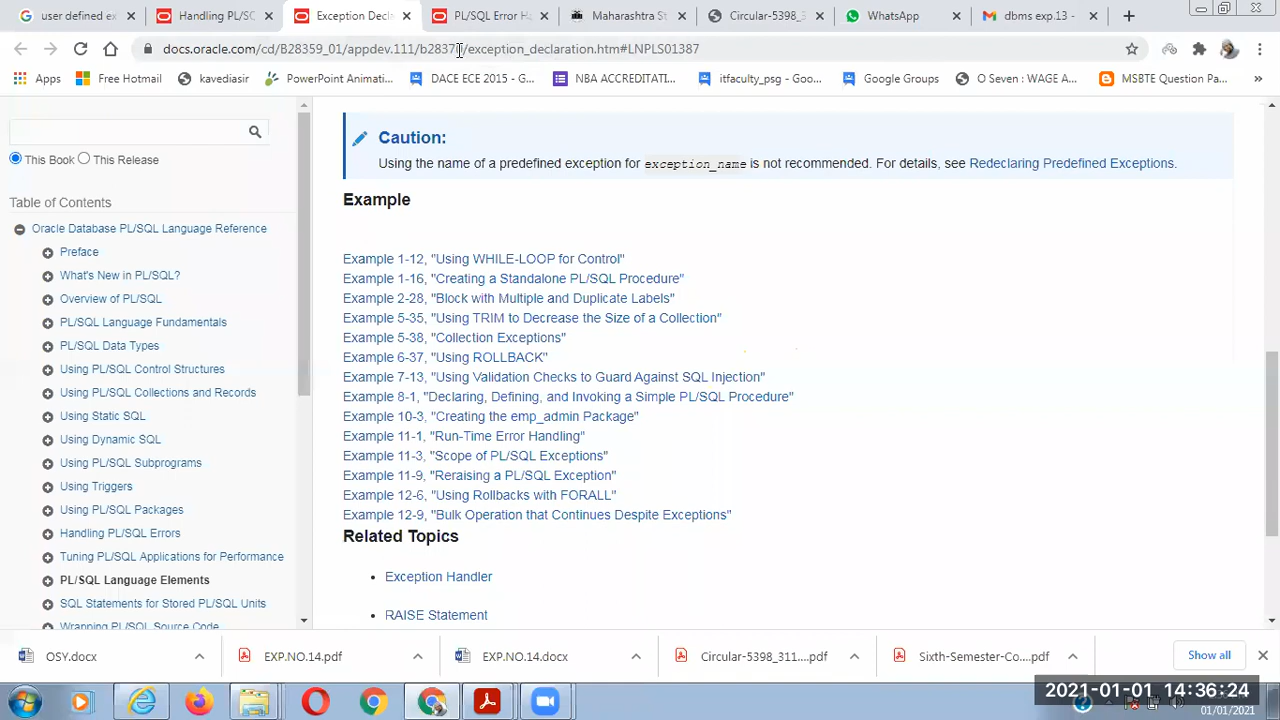 user defined ex
Handling PL/SC
Exception Decl
PL/SQL Error H
Maharashtra St
circular-5398_3
WhatsApp
dbms exp.13 -
docs.oracle.com/cd/B28359_01/appdev.111/b28370/exception_declaration.htm#LNPLS01387
Apps
Free Hotmail
kavediasir
PowerPoint Animati...
DACE ECE 2015 - G...
NBA ACCREDITATI...
itfaculty_psg - Goo...
Google Groups
O Seven : WAGE A...
MSBTE Question Pa...
This Book
This Release
Table of Contents
Oracle Database PL/SQL Language Reference
Preface
What's New in PL/SQL?
Overview of PL/SQL
PL/SQL Language Fundamentals
PL/SQL Data Types
Using PL/SQL Control Structures
Using PL/SQL Collections and Records
Using Static SQL
Using Dynamic SQL
Using PL/SQL Subprograms
Using Triggers
Using PL/SQL Packages
Handling PL/SQL Errors
Tuning PL/SQL Applications for Performance
PL/SQL Language Elements
SQL Statements for Stored PL/SQL Units
Wrapping PL/SQL Source Code
Caution:
Using the name of a predefined exception for exception_name is not recommended. For details, see Redeclaring Predefined Exceptions.
Example
Example 1-12, "Using WHILE-LOOP for Control"
Example 1-16, "Creating a Standalone PL/SQL Procedure"
Example 2-28, "Block with Multiple and Duplicate Labels"
Example 5-35, "Using TRIM to Decrease the Size of a Collection"
Example 5-38, "Collection Exceptions"
Example 6-37, "Using ROLLBACK"
Example 7-13, "Using Validation Checks to Guard Against SQL Injection"
Example 8-1, "Declaring, Defining, and Invoking a Simple PL/SQL Procedure"
Example 10-3, "Creating the emp_admin Package"
Example 11-1, "Run-Time Error Handling"
Example 11-3, "Scope of PL/SQL Exceptions"
Example 11-9, "Reraising a PL/SQL Exception"
Example 12-6, "Using Rollbacks with FORALL"
Example 12-9, "Bulk Operation that Continues Despite Exceptions"
Related Topics
Exception Handler
RAISE Statement
OSY.docx
EXP.NO.14.pdf
EXP.NO.14.docx
Circular-5398_311....pdf
Sixth-Semester-Co....pdf
Show all
2021-01-01 14:36:24
01/01/2021